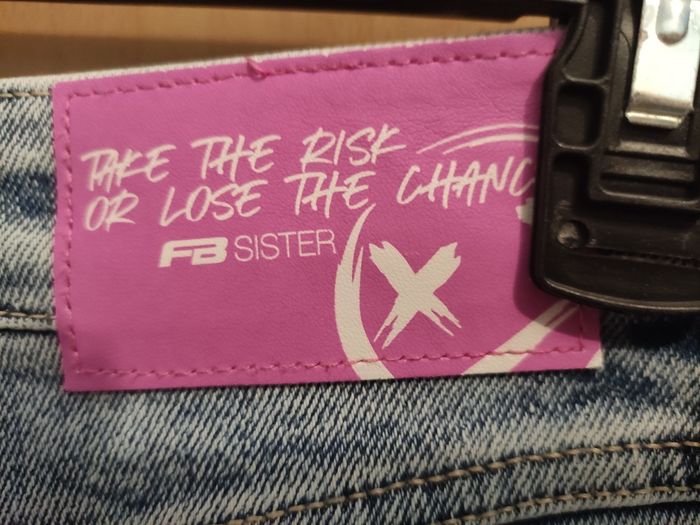 TAKE THE RISK
OR LOSE THE CHANC
FB SISTER
X